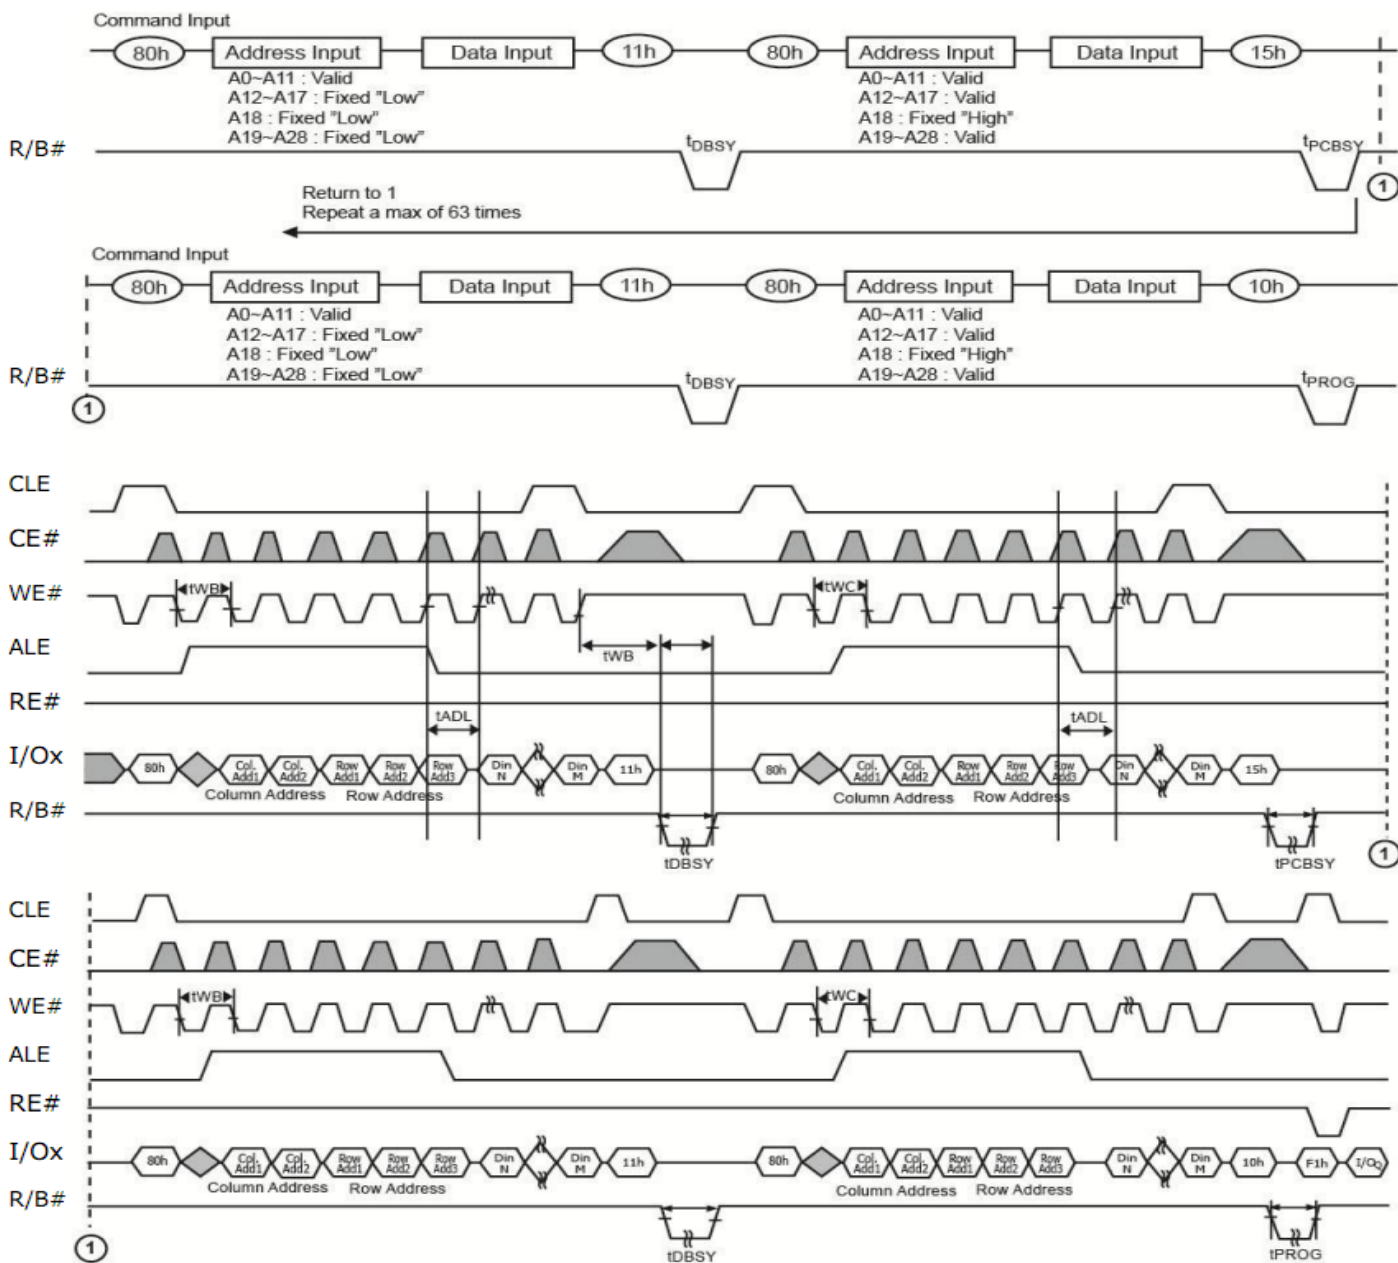 Command Input
80h Address Input Data Input 11h 80h Address Input Data Input 15h
A0~A11 : Valid A0~A11 : Valid
A12~A17 : Fixed "Low" A12~A17 : Valid
A18 : Fixed "Low" A18 : Fixed "High"
A19~A28 : Fixed "Low" A19~A28 : Valid
R/B# tDBSY tPCBSY
1
Return to 1
Repeat a max of 63 times
Command Input
80h Address Input Data Input 11h 80h Address Input Data Input 10h
A0~A11 : Valid A0~A11 : Valid
A12~A17 : Fixed "Low" A12~A17 : Valid
A18 : Fixed "Low" A18 : Fixed "High"
A19~A28 : Fixed "Low" A19~A28 : Valid
R/B# tDBSY tPROG
1
CLE
CE#
WE# tWB tWC
ALE
tWB
RE#
tADL tADL
I/Ox 80h Col. Add1 Col. Add2 Row Add1 Row Add2 Row Add3 Din N Din M 11h 80h Col. Add1 Col. Add2 Row Add1 Row Add2 Row Add3 Din N Din M 15h
Column Address Row Address Column Address Row Address
R/B#
tDBSY tPCBSY
1
CLE
CE#
WE# tWB tWC
ALE
RE#
I/Ox 80h Col. Add1 Col. Add2 Row Add1 Row Add2 Row Add3 Din N Din M 11h 80h Col. Add1 Col. Add2 Row Add1 Row Add2 Row Add3 Din N Din M 10h F1h I/O0
Column Address Row Address Column Address Row Address
R/B#
1
tDBSY tPROG